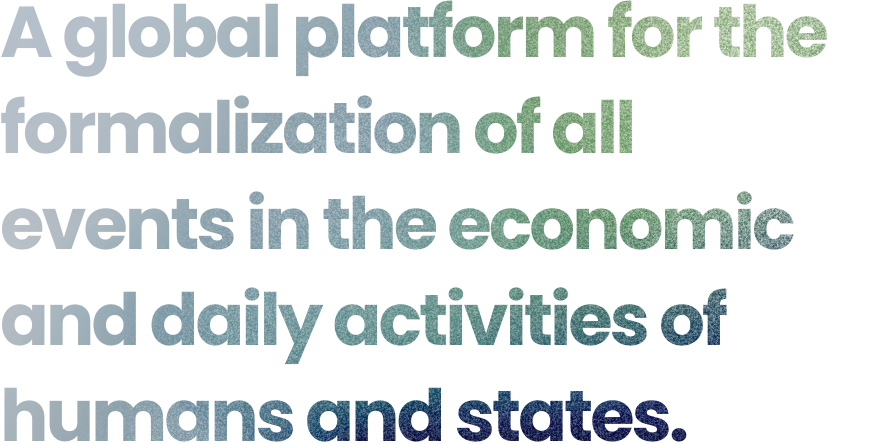 A global platform for the
formalization of all
events in the economic
and daily activities of
humans and states.